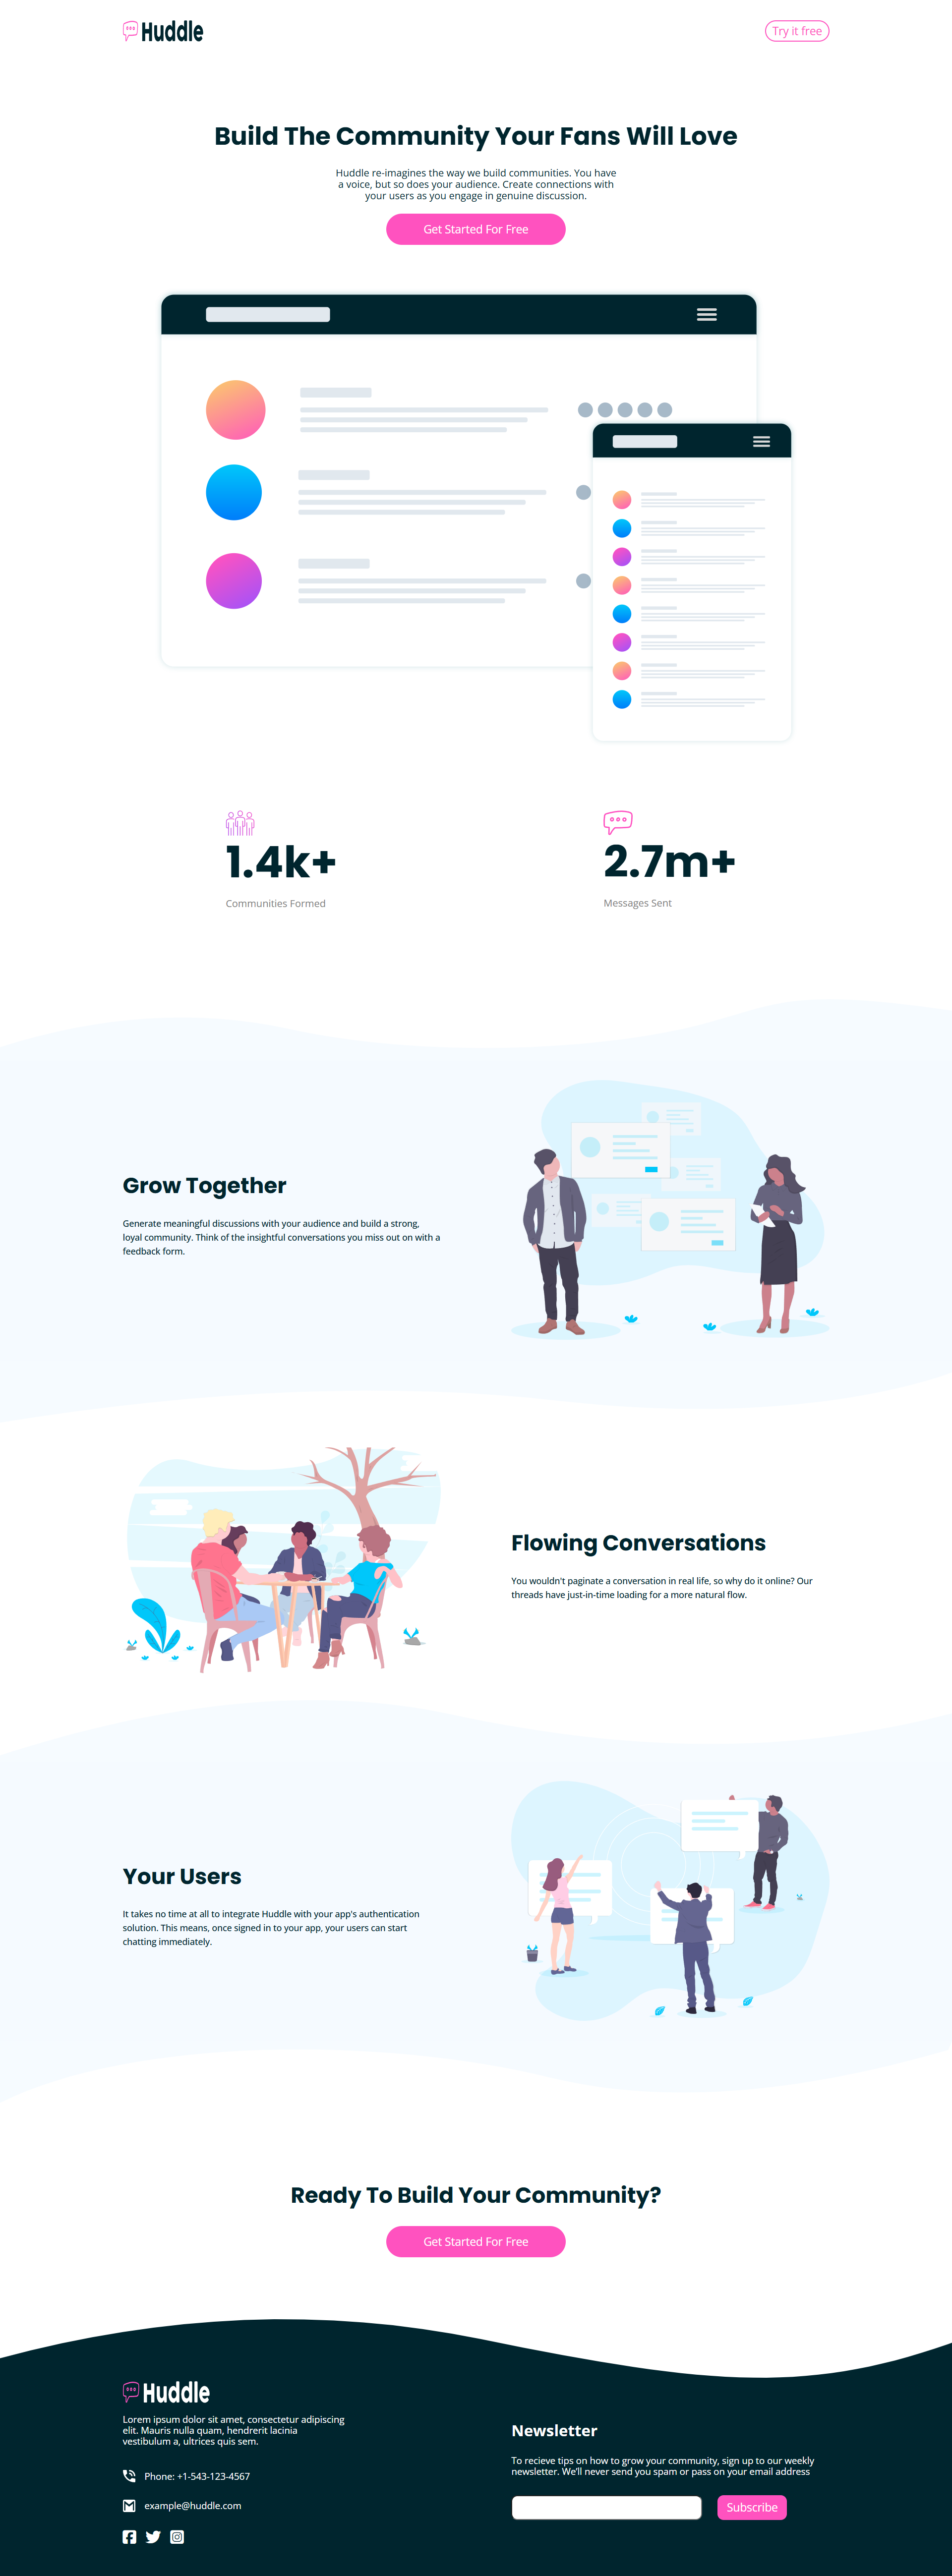 Huddle
Try it free
Build The Community Your Fans Will Love
Huddle re-imagines the way we build communities. You have
a voice, but so does your audience. Create connections with
your users as you engage in genuine discussion.
Get Started For Free
1.4k+
Communities Formed
2.7m+
Messages Sent
Grow Together
Generate meaningful discussions with your audience and build a strong,
loyal community. Think of the insightful conversations you miss out on with a
feedback form.
Flowing Conversations
You wouldn't paginate a conversation in real life, so why do it online? Our
threads have just-in-time loading for a more natural flow.
Your Users
It takes no time at all to integrate Huddle with your app's authentication
solution. This means, once signed in to your app, your users can start
chatting immediately.
Ready To Build Your Community?
Get Started For Free
Huddle
Lorem ipsum dolor sit amet, consectetur adipiscing
elit. Mauris nulla quam, hendrerit lacinia
vestibulum a, ultrices quis sem.
Phone: +1-543-123-4567
example@huddle.com
Newsletter
To recieve tips on how to grow your community, sign up to our weekly
newsletter. We'll never send you spam or pass on your email address
Subscribe